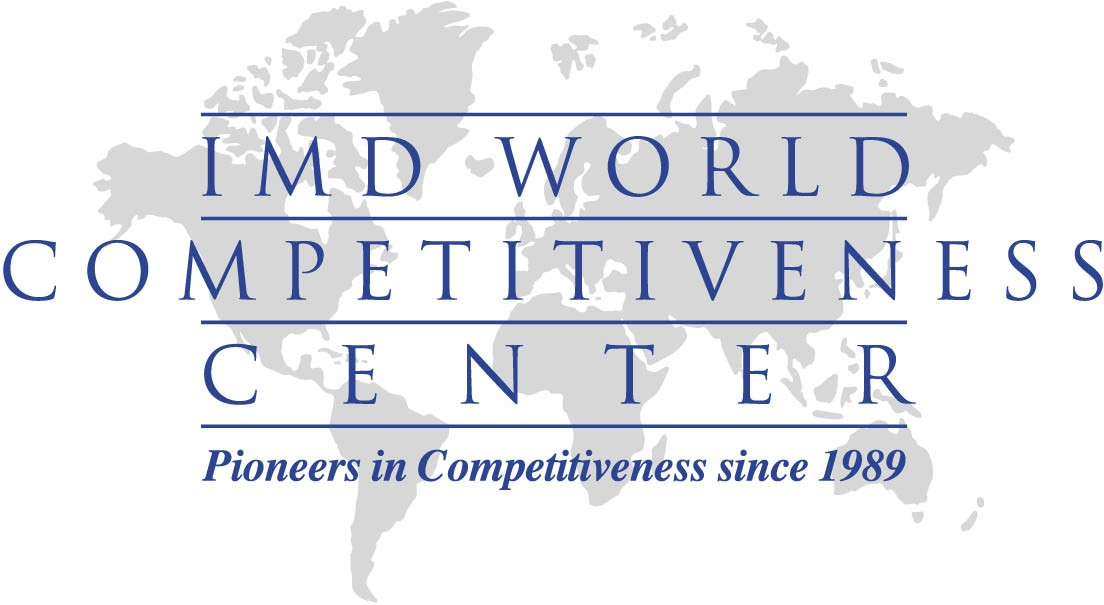 IMD WORLD
COMPETITIVENESS
CENTER
Pioneers in Competitiveness since 1989